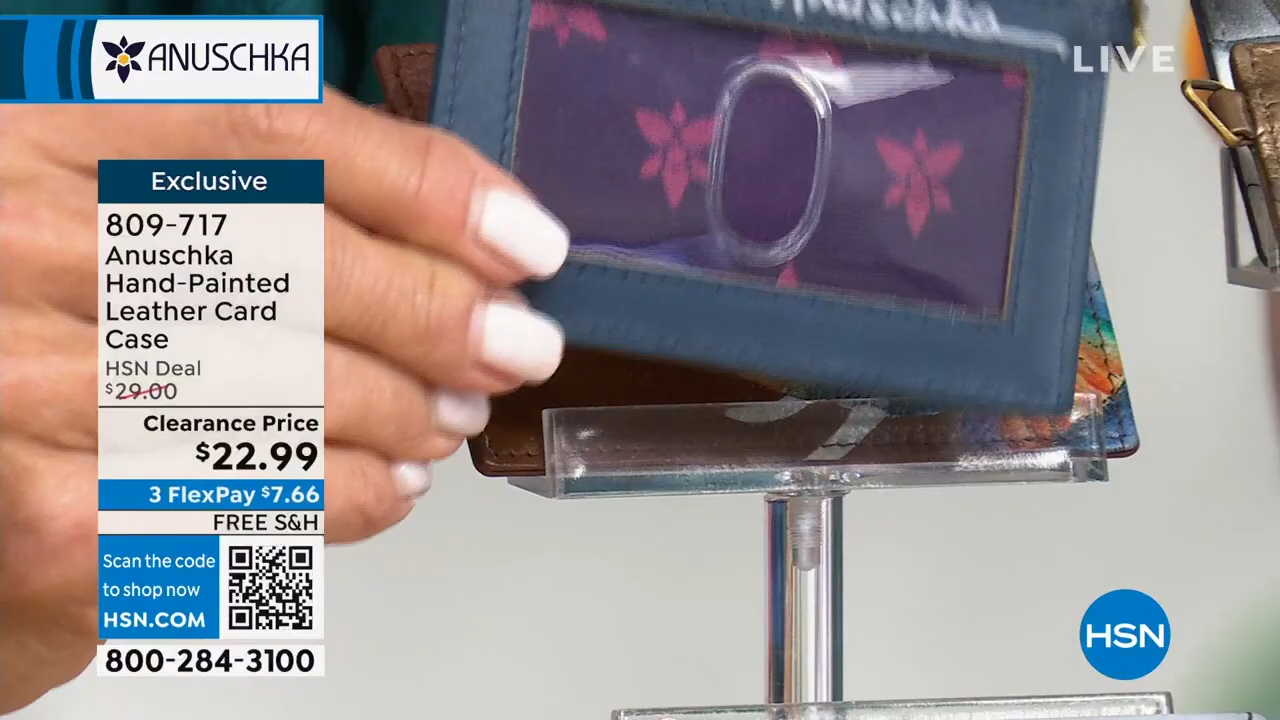 ANUSCHKA
Anuschka
LIVE
Exclusive
809-717
Anuschka
Hand-Painted
Leather Card
Case
HSN Deal
$29.00
Clearance Price
$22.99
3 FlexPay $7.66
FREE S&H
Scan the code
to shop now
HSN.COM
800-284-3100
HSN